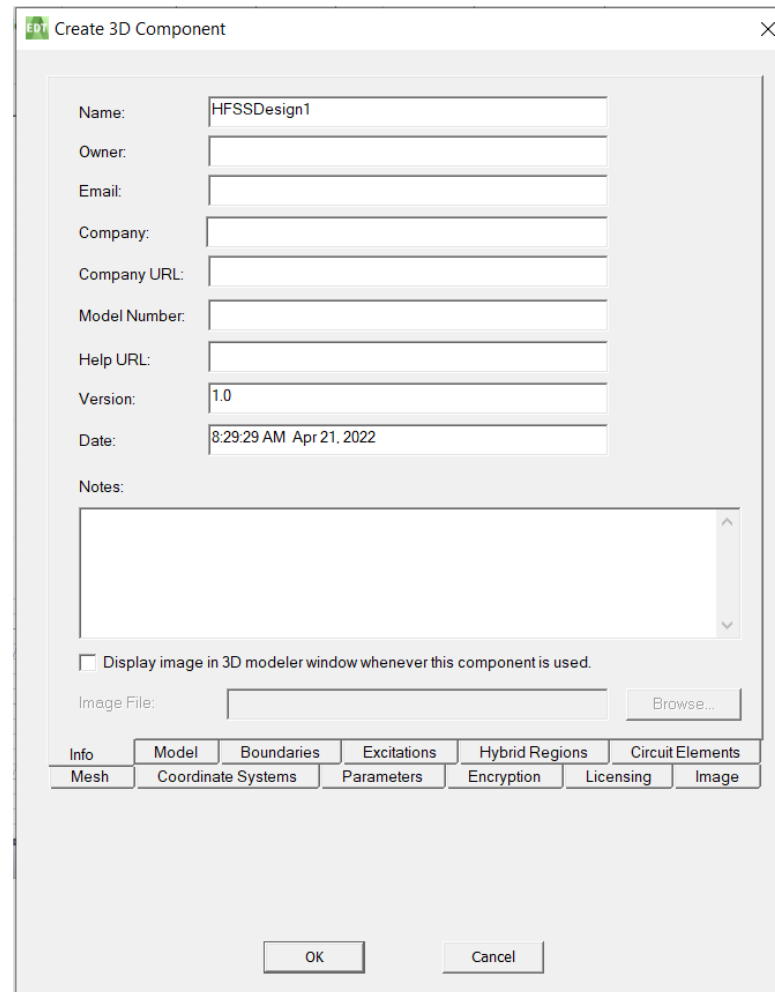 EDT Create 3D Component
Name: HFSSDesign1
Owner:
Email:
Company:
Company URL:
Model Number:
Help URL:
Version: 1.0
Date: 8:29:29 AM Apr 21, 2022
Notes:
Display image in 3D modeler window whenever this component is used.
Image File: Browse...
Info Model Boundaries Excitations Hybrid Regions Circuit Elements
Mesh Coordinate Systems Parameters Encryption Licensing Image
OK Cancel